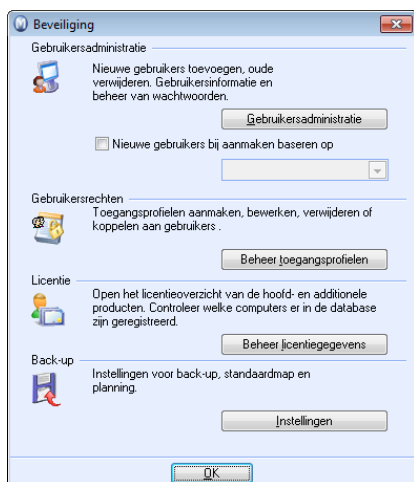 Beveiliging
Gebruikersadministratie
Nieuwe gebruikers toevoegen, oude
verwijderen. Gebruikersinformatie en
beheer van wachtwoorden.
Gebruikersadministratie
Nieuwe gebruikers bij aanmaken baseren op
Gebruikersrechten
Toegangsprofielen aanmaken, bewerken, verwijderen of
koppelen aan gebruikers .
Beheer toegangsprofielen
Licentie
Open het licentieoverzicht van de hoofd- en additionele
producten. Controleer welke computers er in de database
zijn geregistreerd.
Beheer licentiegegevens
Back-up
Instellingen voor back-up, standaardmap en
planning.
Instellingen
OK